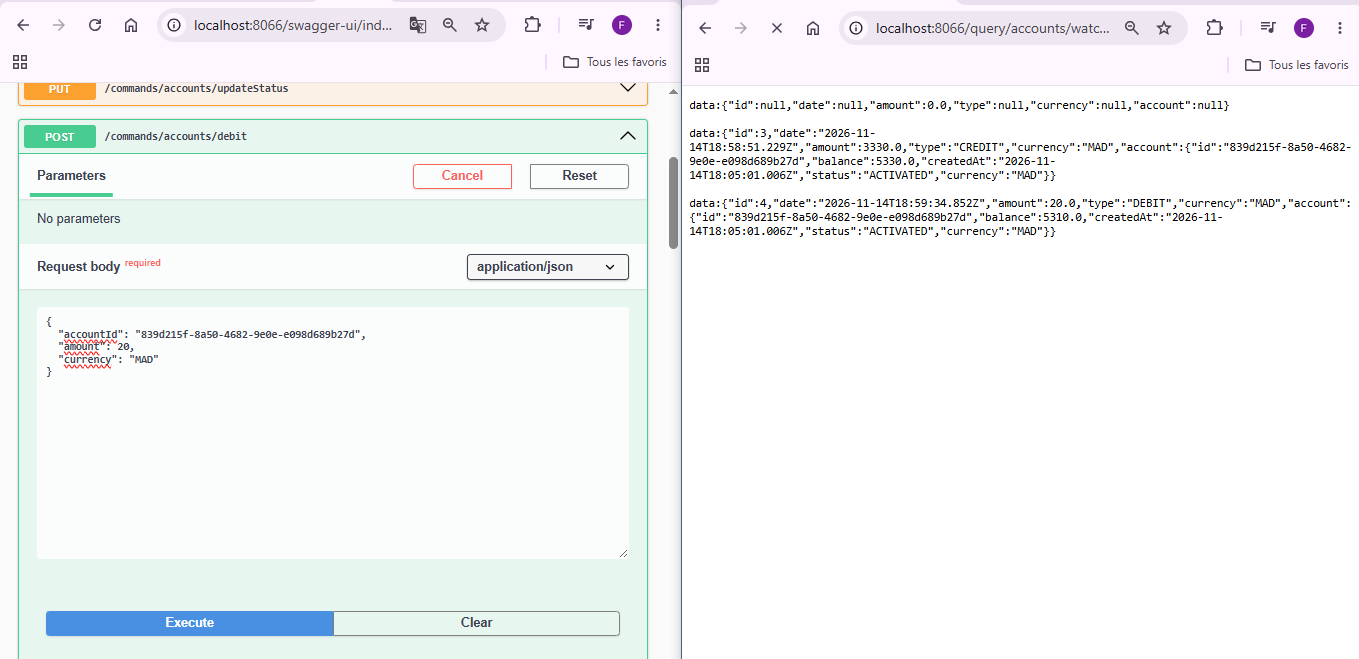 localhost:8066/swagger-ui/ind...
F
Tous les favoris
PUT /commands/accounts/updateStatus
POST /commands/accounts/debit
Parameters
Cancel
Reset
No parameters
Request body required
application/json
{
"accountId": "839d215f-8a50-4682-9e0e-e098d689b27d",
"amount": 20,
"currency": "MAD"
}
Execute
Clear
localhost:8066/query/accounts/watc...
F
Tous les favoris
data:{"id":null,"date":null,"amount":0.0,"type":null,"currency":null,"account":null}
data:{"id":3,"date":"2026-11-
14T18:58:51.229Z","amount":3330.0,"type":"CREDIT","currency":"MAD","account":{"id":"839d215f-8a50-4682-
9e0e-e098d689b27d","balance":5330.0,"createdAt":"2026-11-
14T18:05:01.006Z","status":"ACTIVATED","currency":"MAD"}}
data:{"id":4,"date":"2026-11-14T18:59:34.852Z","amount":20.0,"type":"DEBIT","currency":"MAD","account":
{"id":"839d215f-8a50-4682-9e0e-e098d689b27d","balance":5310.0,"createdAt":"2026-11-
14T18:05:01.006Z","status":"ACTIVATED","currency":"MAD"}}